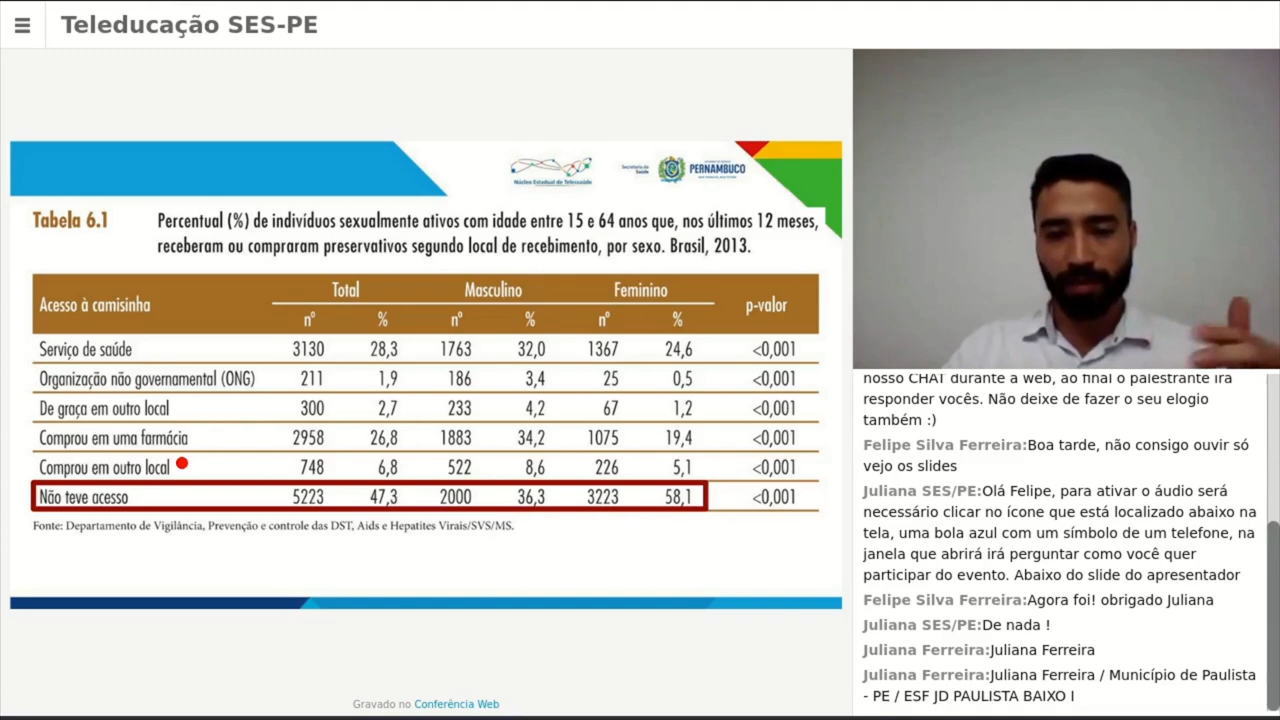 Teleducação SES-PE
Núcleo Estadual de Telessaúde
Secretaria de
Saúde
PERNAMBUCO
Tabela 6.1
Percentual (%) de indivíduos sexualmente ativos com idade entre 15 e 64 anos que, nos últimos 12 meses,
receberam ou compraram preservativos segundo local de recebimento, por sexo. Brasil, 2013.
Acesso à camisinha Total Masculino Feminino p-valor
nº % nº % nº %
Serviço de saúde 3130 28,3 1763 32,0 1367 24,6 <0,001
Organização não governamental (ONG) 211 1,9 186 3,4 25 0,5 <0,001
De graça em outro local 300 2,7 233 4,2 67 1,2 <0,001
Comprou em uma farmácia 2958 26,8 1883 34,2 1075 19,4 <0,001
Comprou em outro local 748 6,8 522 8,6 226 5,1 <0,001
Não teve acesso 5223 47,3 2000 36,3 3223 58,1 <0,001
Fonte: Departamento de Vigilância, Prevenção e controle das DST, Aids e Hepatites Virais/SVS/MS.
Gravado no Conferência Web
nosso CHAT durante a web, ao final o palestrante irá
responder vocês. Não deixe de fazer o seu elogio
também :)
Felipe Silva Ferreira:Boa tarde, não consigo ouvir só
vejo os slides
Juliana SES/PE:Olá Felipe, para ativar o áudio será
necessário clicar no ícone que está localizado abaixo na
tela, uma bola azul com um símbolo de um telefone, na
janela que abrirá irá perguntar como você quer
participar do evento. Abaixo do slide do apresentador
Felipe Silva Ferreira:Agora foi! obrigado Juliana
Juliana SES/PE:De nada !
Juliana Ferreira:Juliana Ferreira
Juliana Ferreira:Juliana Ferreira / Município de Paulista
- PE / ESF JD PAULISTA BAIXO I